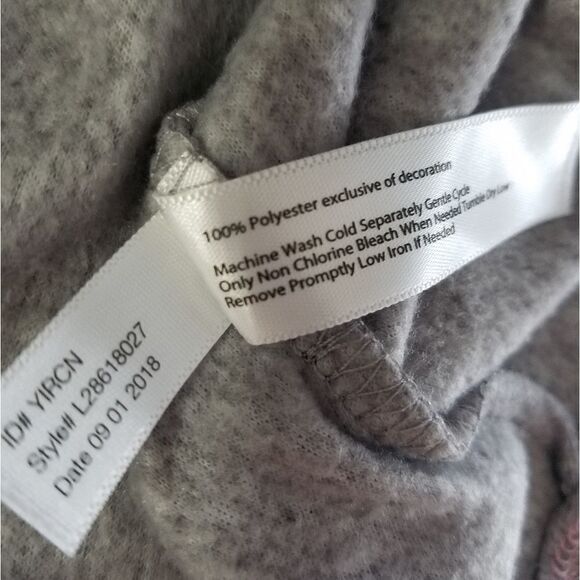 100% Polyester exclusive of decoration
Machine Wash Cold Separately Gentle Cycle
Only Non Chlorine Bleach When Needed Tumble Dry Low
Remove Promptly Low Iron If Needed
ID# YIRCN
Style# L28618027
Date 09 01 2018